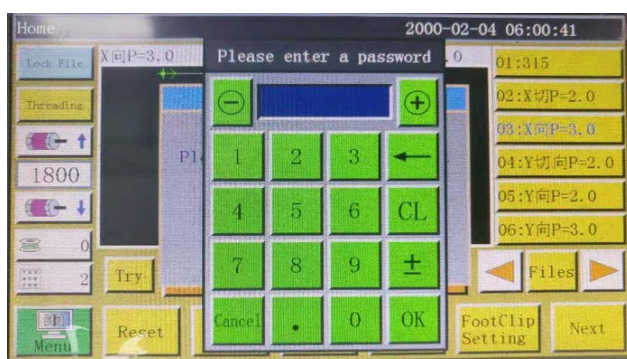 Home
2000-02-04 06:00:41
Lock File
X向P=3.0
Please enter a password
.0
01:315
Threading
02:X切P=2.0
03:X向P=3.0
1
2
3
04:Y切向P=2.0
1800
4
5
6
CL
05:Y向P=2.0
06:Y向P=3.0
0
7
8
9
±
2
Try
Files
Menu
Reset
Cancel
.
0
OK
FootClip
Setting
Next